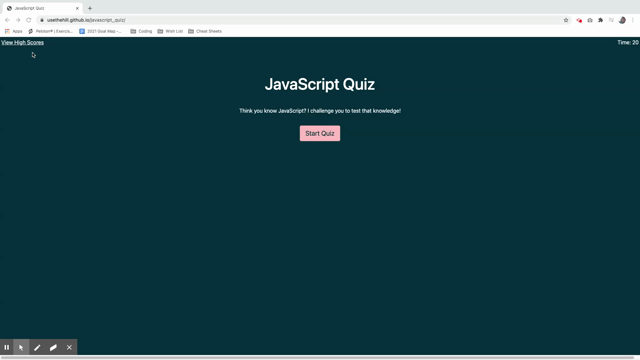 JavaScript Quiz
usethehill.github.io/javascript_quiz/
Apps
Peloton® | Exercis...
2021 Goal Map -...
Coding
Wish List
Cheat Sheets
View High Scores
Time: 20
JavaScript Quiz
Think you know JavaScript? I challenge you to test that knowledge!
Start Quiz